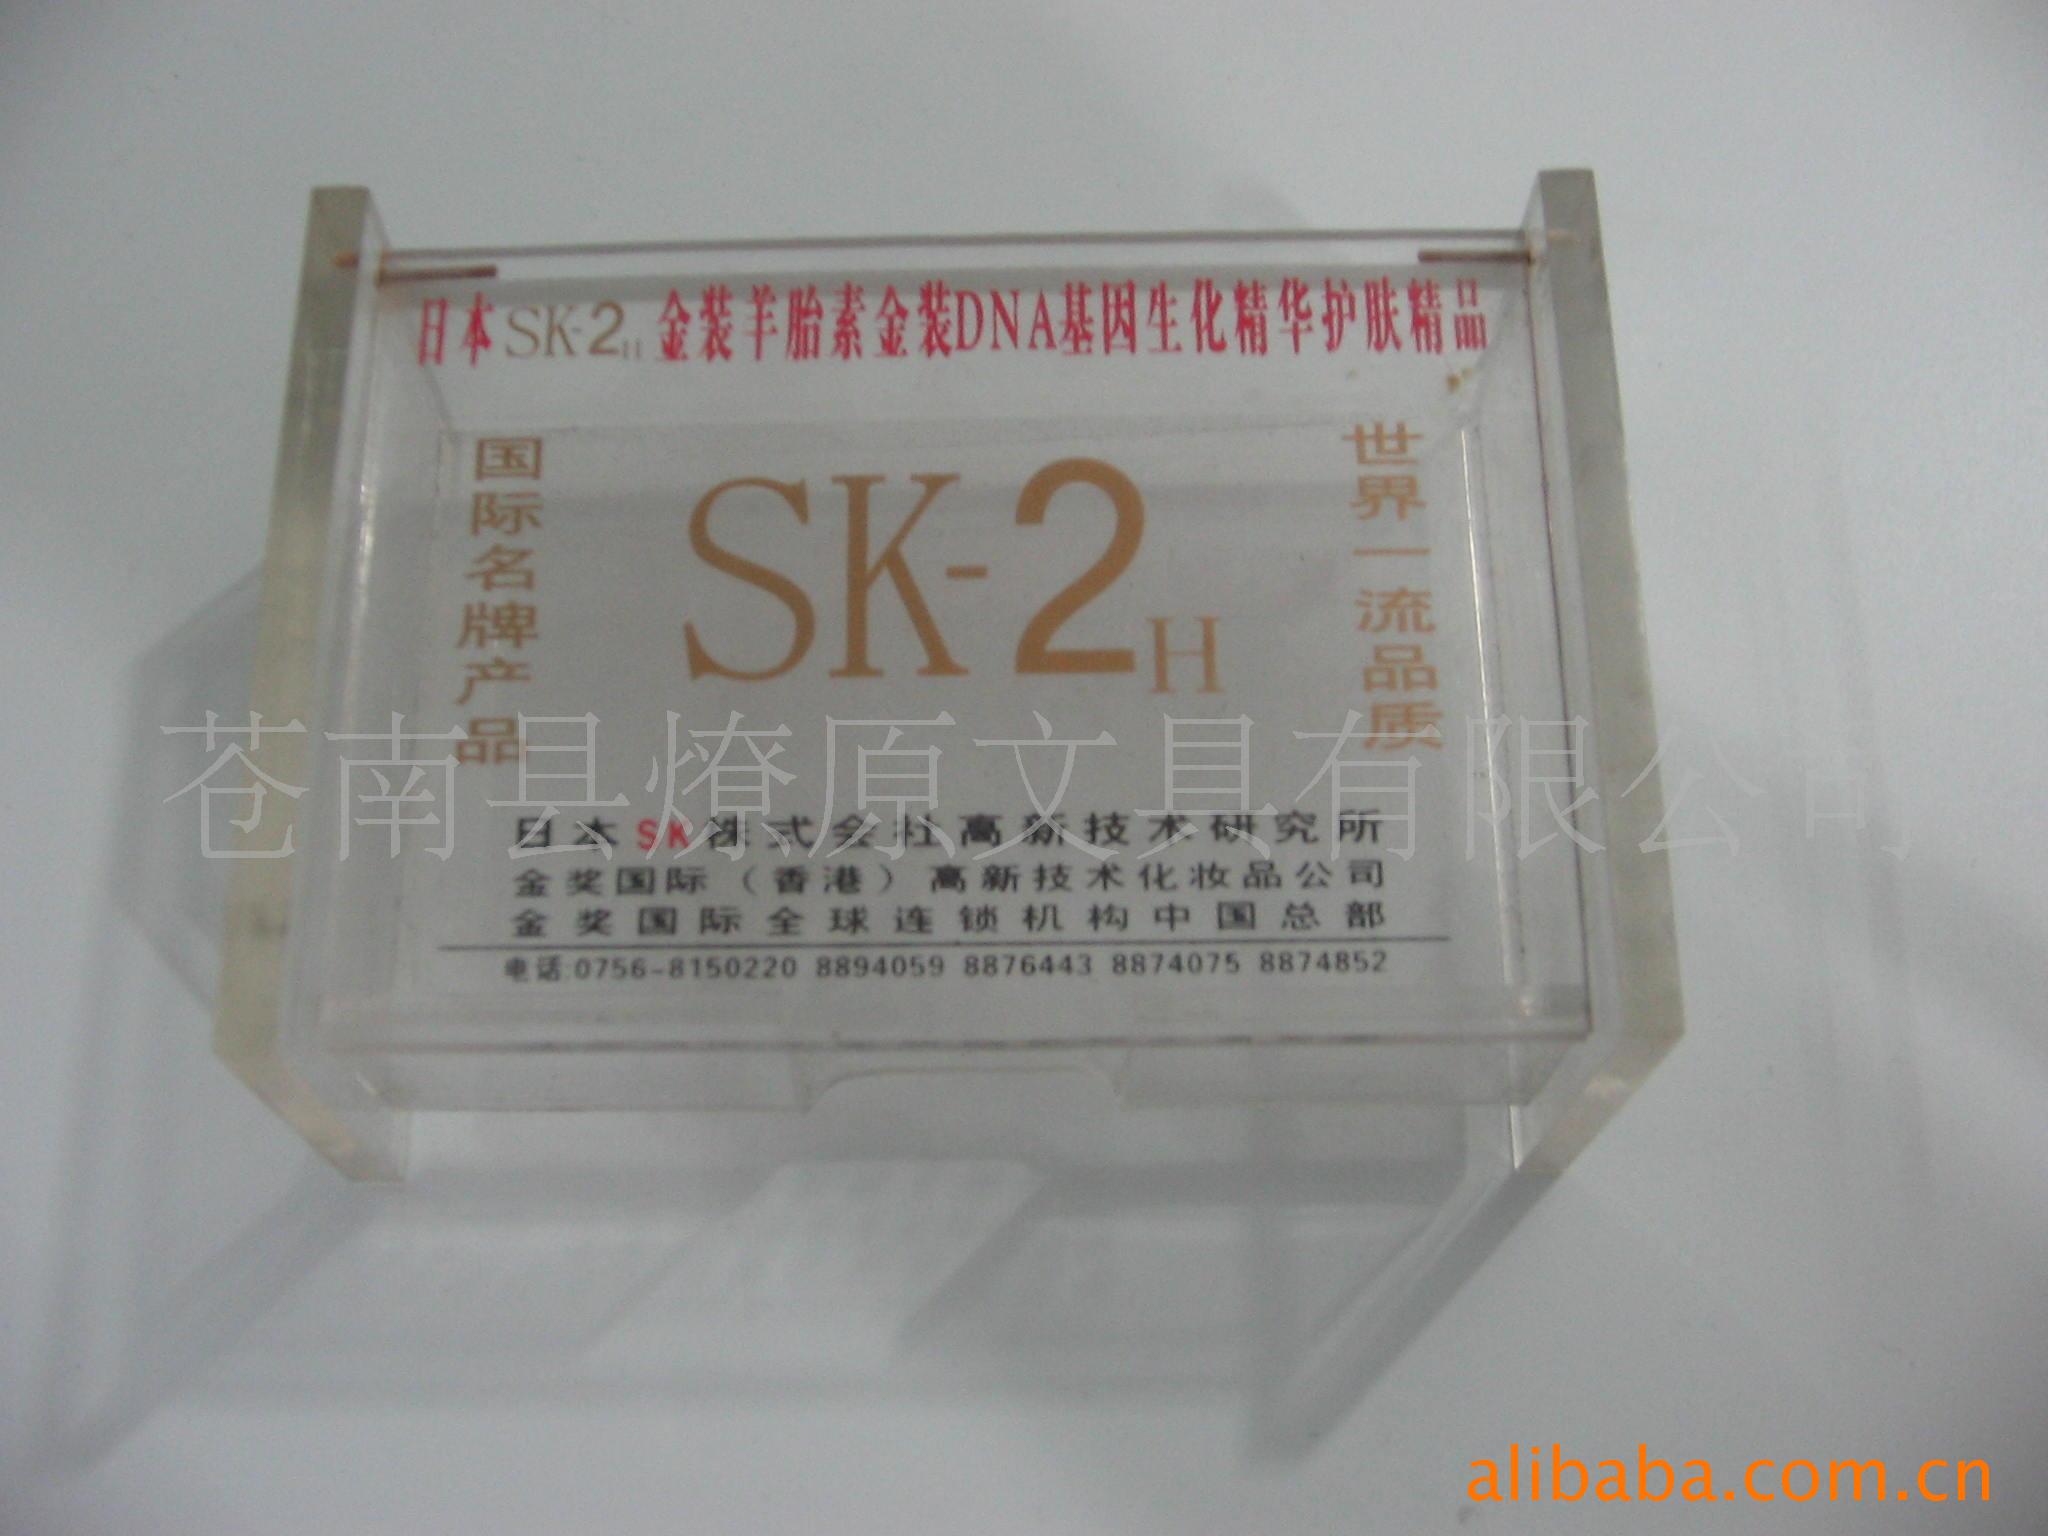 日本SK-2H 金装羊胎素金装DNA基因生化精华护肤精品
国际名牌产品
SK-2H
世界一流品质
苍南县燎原文具有限公司
日本SK株式会社高新技术研究所
金奖国际（香港）高新技术化妆品公司
金奖国际全球连锁机构中国总部
电话:0756-8150220 8894059 8876443 8874075 8874852
alibaba.com.cn